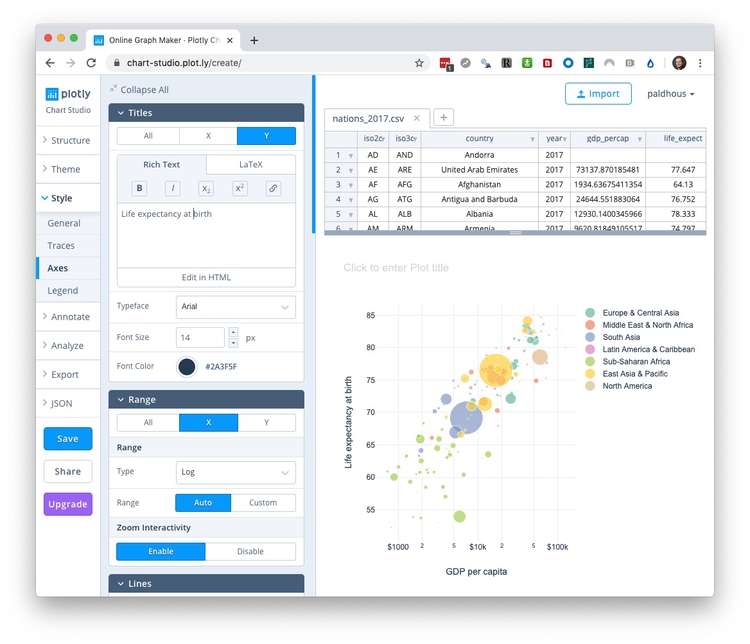 Online Graph Maker · Plotly Ch
chart-studio.plot.ly/create/
1
plotly
Chart Studio
Structure
Theme
Style
General
Traces
Axes
Legend
Annotate
Analyze
Export
JSON
Save
Share
Upgrade
Collapse All
Titles
All X Y
Rich Text LaTeX
B I X2 X2
Life expectancy at birth
Edit in HTML
Typeface Arial
Font Size 14 px
Font Color #2A3F5F
Range
All X Y
Range
Type Log
Range Auto Custom
Zoom Interactivity
Enable Disable
Lines
Import paldhous
nations_2017.csv
iso2c iso3c country year gdp_percap life_expect
1 AD AND Andorra 2017
2 AE ARE United Arab Emirates 2017 73137.870185481 77.647
3 AF AFG Afghanistan 2017 1934.63675411354 64.13
4 AG ATG Antigua and Barbuda 2017 24644.551883064 76.752
5 AL ALB Albania 2017 12930.1400345966 78.333
6 AM ARM Armenia 2017 9620.81849105517 74.797
Click to enter Plot title
Life expectancy at birth
85
80
75
70
65
60
55
$1000 2 5 $10k 2 5 $100k
GDP per capita
Europe & Central Asia
Middle East & North Africa
South Asia
Latin America & Caribbean
Sub-Saharan Africa
East Asia & Pacific
North America